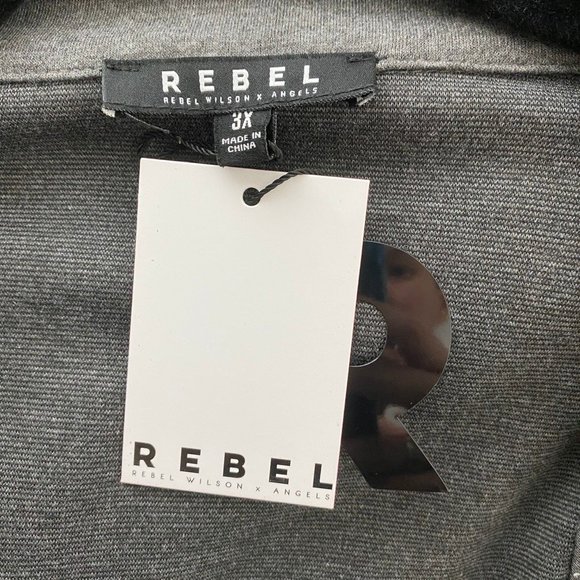 REBEL
REBEL WILSON X ANGELS
3X
MADE IN
CHINA
R
REBEL
REBEL WILSON X ANGELS